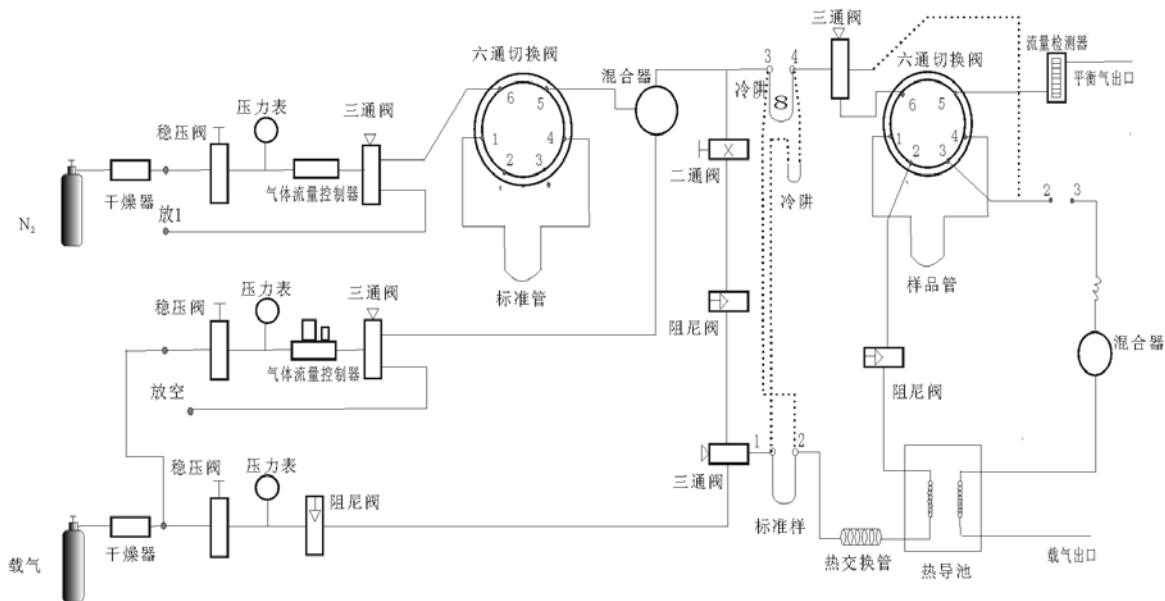 三通阀
六通切换阀
混合器
3
4
冷阱
8
六通切换阀
流量检测器
平衡气出口
压力表
三通阀
稳压阀
6
5
1
4
2
3
6
5
1
4
2
3
二通阀
冷阱
干燥器
气体流量控制器
放1
N₂
2
3
标准管
样品管
压力表
三通阀
稳压阀
阻尼阀
混合器
气体流量控制器
阻尼阀
放空
1
2
稳压阀
压力表
阻尼阀
三通阀
标准样
载气
干燥器
热交换管
热导池
载气出口